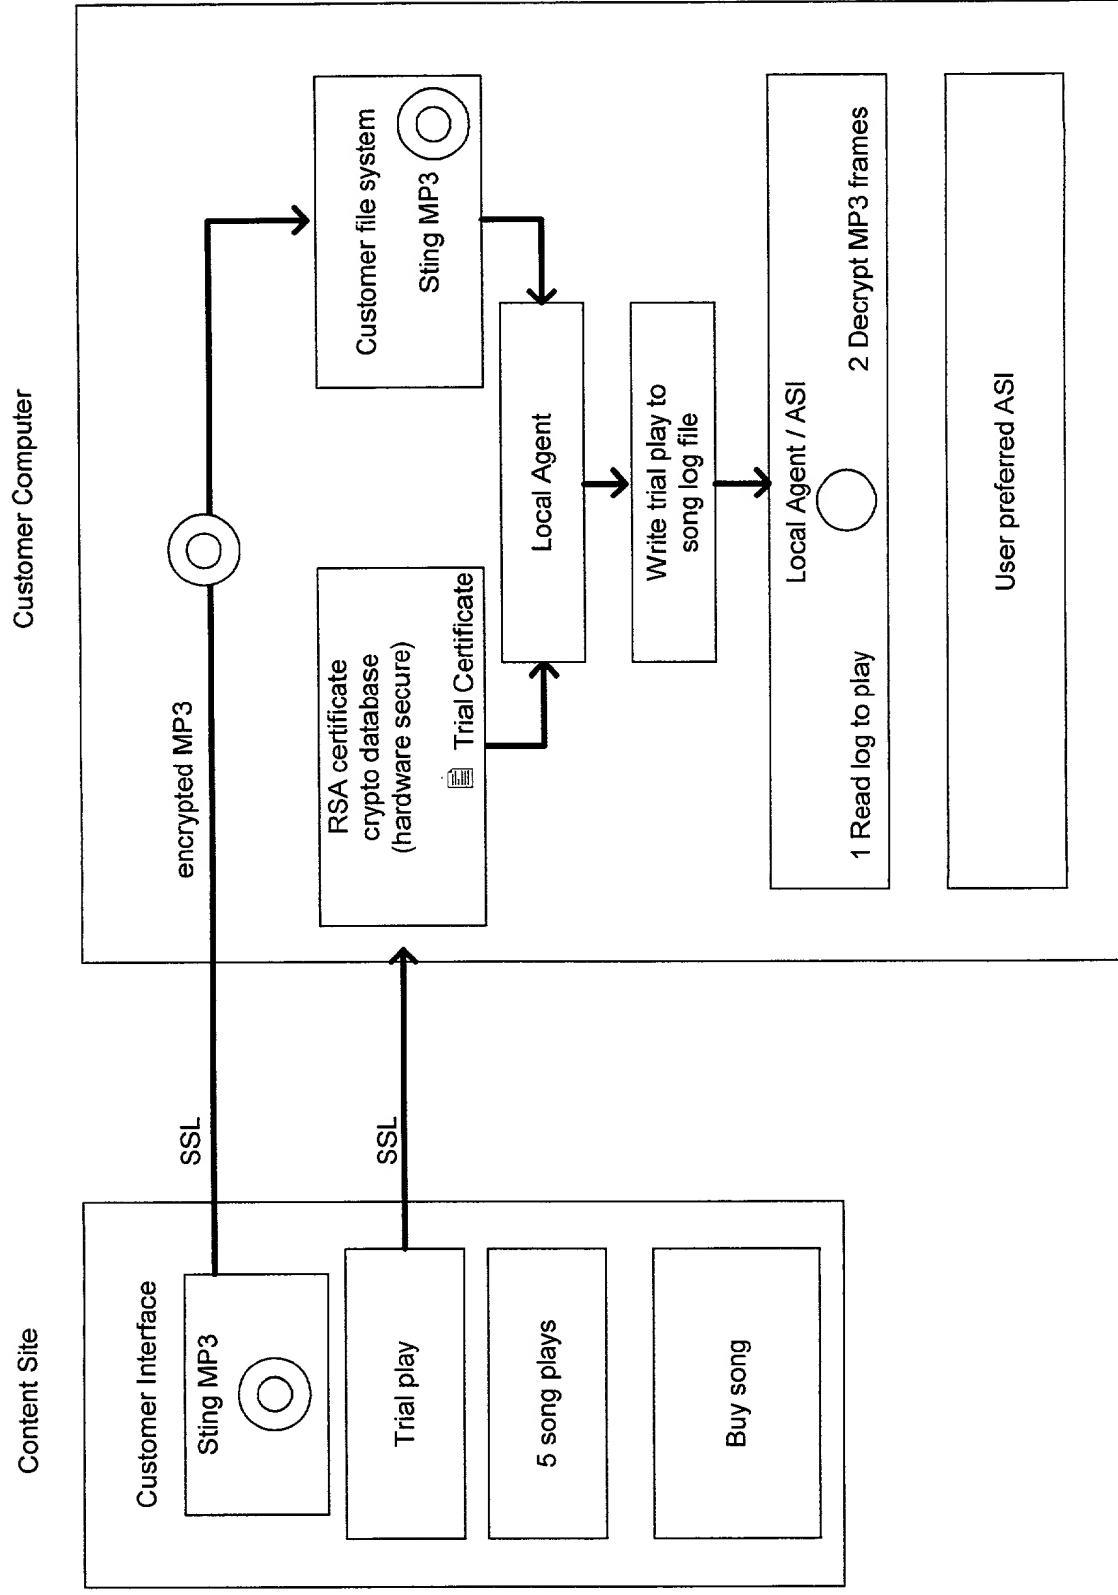 Content Site
Customer Interface
Sting MP3
Trial play
5 song plays
Buy song
SSL
encrypted MP3
SSL
Customer Computer
RSA certificate
crypto database
(hardware secure)
Trial Certificate
Customer file system
Sting MP3
Local Agent
Write trial play to
song log file
Local Agent / ASI
1 Read log to play
2 Decrypt MP3 frames
User preferred ASI